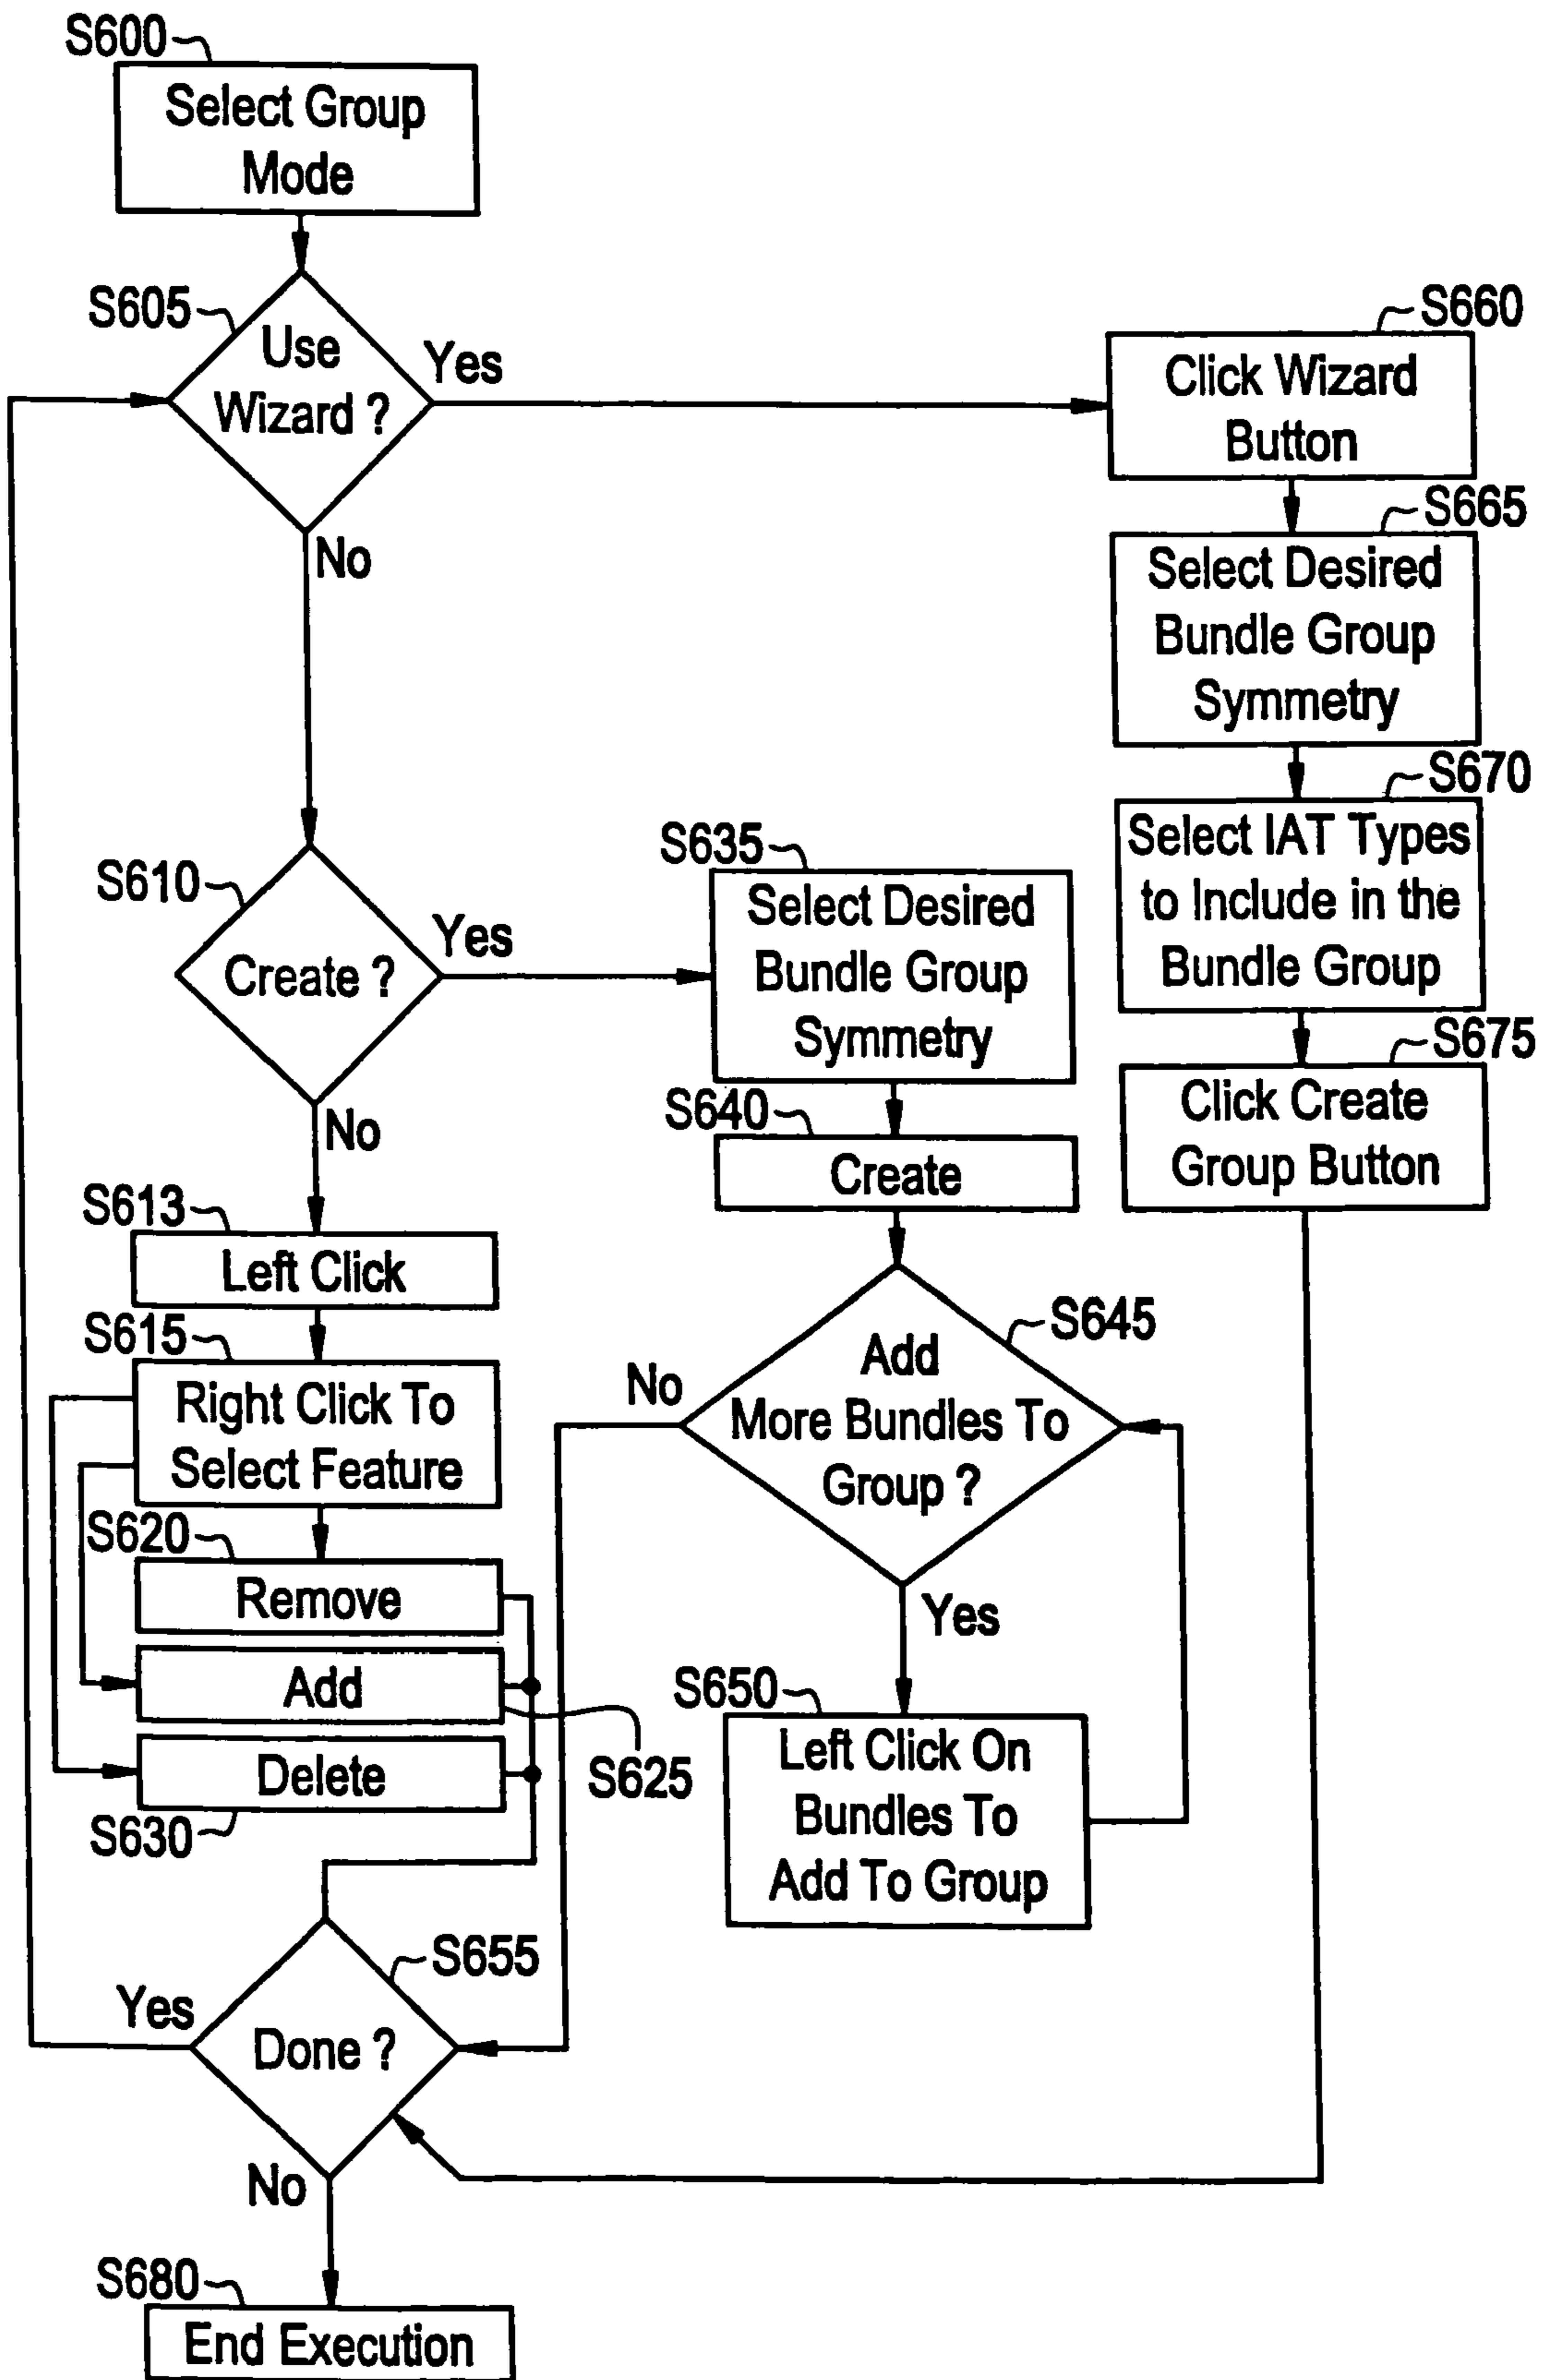 S600
Select Group
Mode
S605
Use
Wizard ?
Yes
No
S660
Click Wizard
Button
S665
Select Desired
Bundle Group
Symmetry
S670
Select IAT Types
to Include in the
Bundle Group
S675
Click Create
Group Button
S610
Create ?
Yes
No
S635
Select Desired
Bundle Group
Symmetry
S640
Create
S613
Left Click
S615
Right Click To
Select Feature
S620
Remove
Add
S625
Delete
S630
S645
Add
More Bundles To
Group ?
No
Yes
S650
Left Click On
Bundles To
Add To Group
S655
Done ?
Yes
No
S680
End Execution